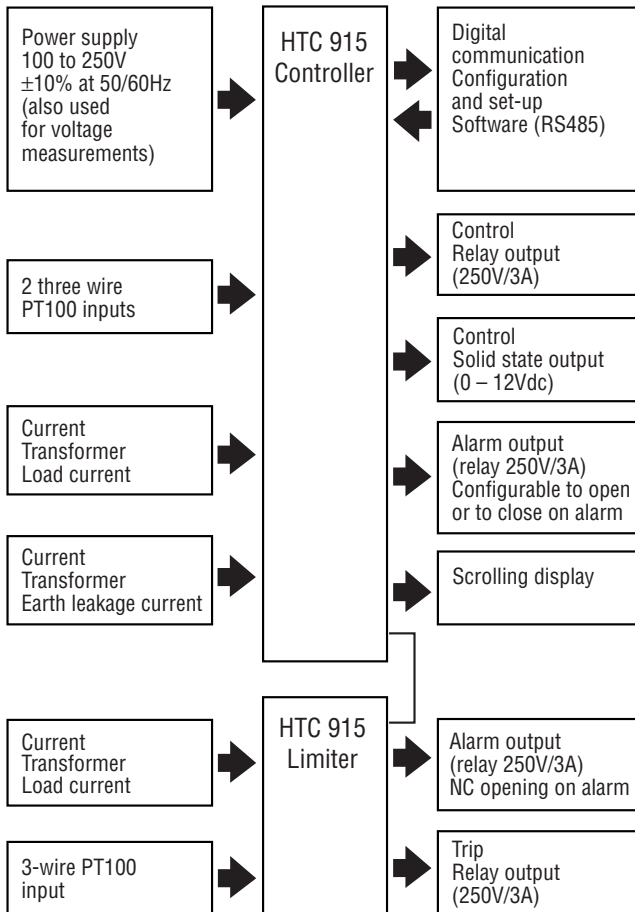 Power supply
100 to 250V
±10% at 50/60Hz
(also used
for voltage
measurements)
2 three wire
PT100 inputs
Current
Transformer
Load current
Current
Transformer
Earth leakage current
HTC 915
Controller
Digital
communication
Configuration
and set-up
Software (RS485)
Control
Relay output
(250V/3A)
Control
Solid state output
(0 – 12Vdc)
Alarm output
(relay 250V/3A)
Configurable to open
or to close on alarm
Scrolling display
Current
Transformer
Load current
3-wire PT100
input
HTC 915
Limiter
Alarm output
(relay 250V/3A)
NC opening on alarm
Trip
Relay output
(250V/3A)